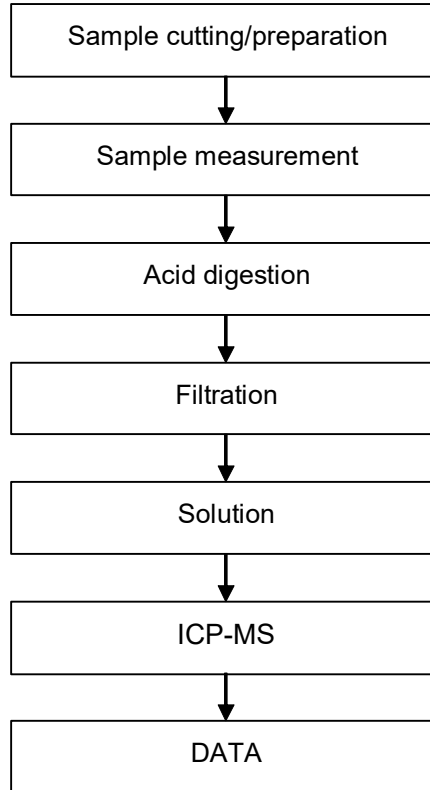 Sample cutting/preparation
Sample measurement
Acid digestion
Filtration
Solution
ICP-MS
DATA